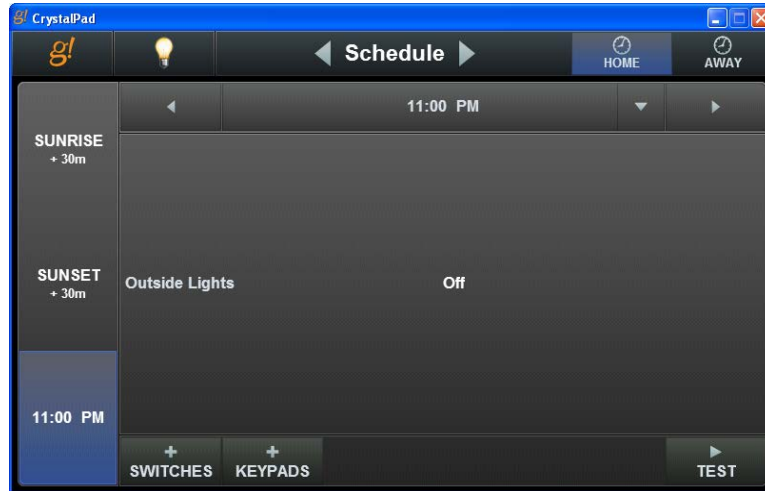 g! CrystalPad
g!
Schedule
HOME
AWAY
11:00 PM
SUNRISE
+ 30m
SUNSET
+ 30m
Outside Lights Off
11:00 PM
+ +
SWITCHES KEYPADS
TEST